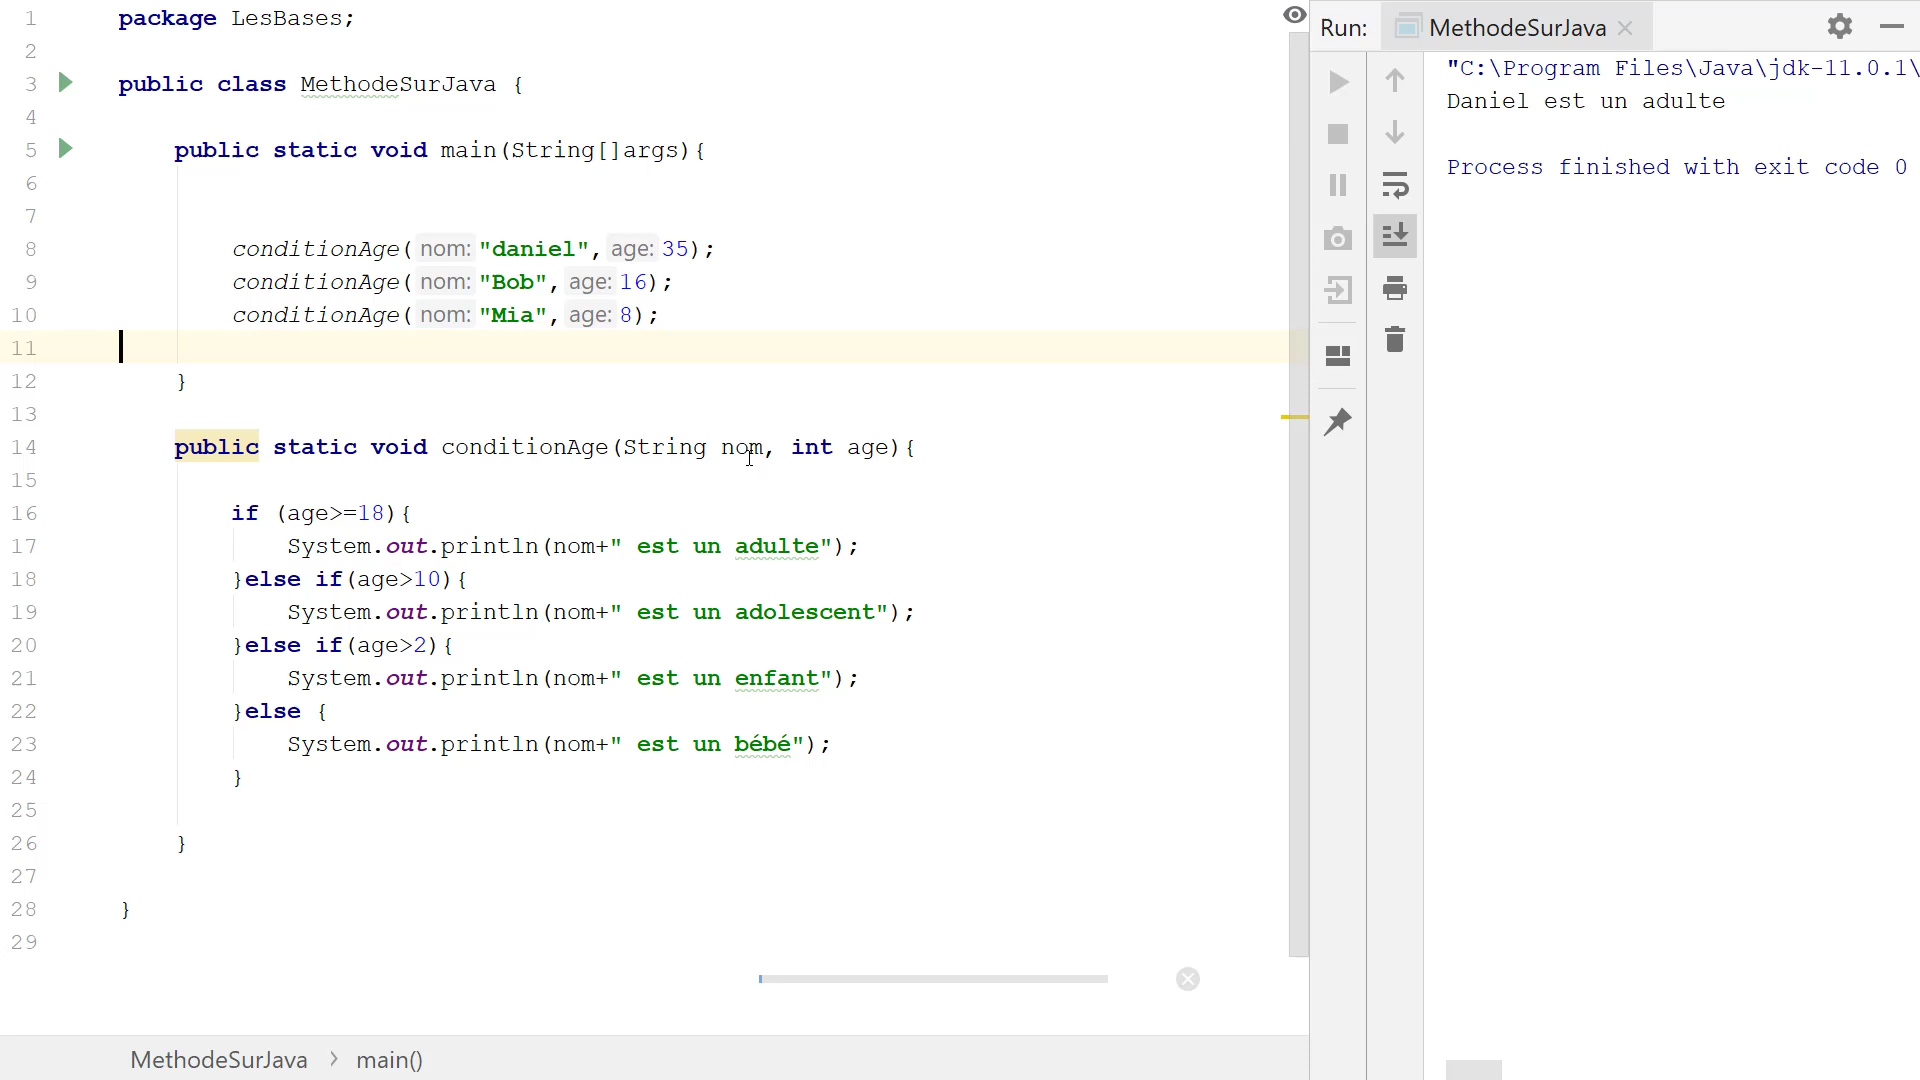 1 package LesBases;
2
3 public class MethodeSurJava {
4
5 public static void main(String[]args){
6
7
8 conditionAge( nom: "daniel", age: 35);
9 conditionAge( nom: "Bob", age: 16);
10 conditionAge( nom: "Mia", age: 8);
11
12 }
13
14 public static void conditionAge(String nom, int age){
15
16 if (age>=18){
17 System.out.println(nom+" est un adulte");
18 }else if(age>10){
19 System.out.println(nom+" est un adolescent");
20 }else if(age>2){
21 System.out.println(nom+" est un enfant");
22 }else {
23 System.out.println(nom+" est un bébé");
24 }
25
26 }
27
28 }
29
MethodeSurJava > main()
Run: MethodeSurJava
"C:\Program Files\Java\jdk-11.0.1\
Daniel est un adulte
Process finished with exit code 0